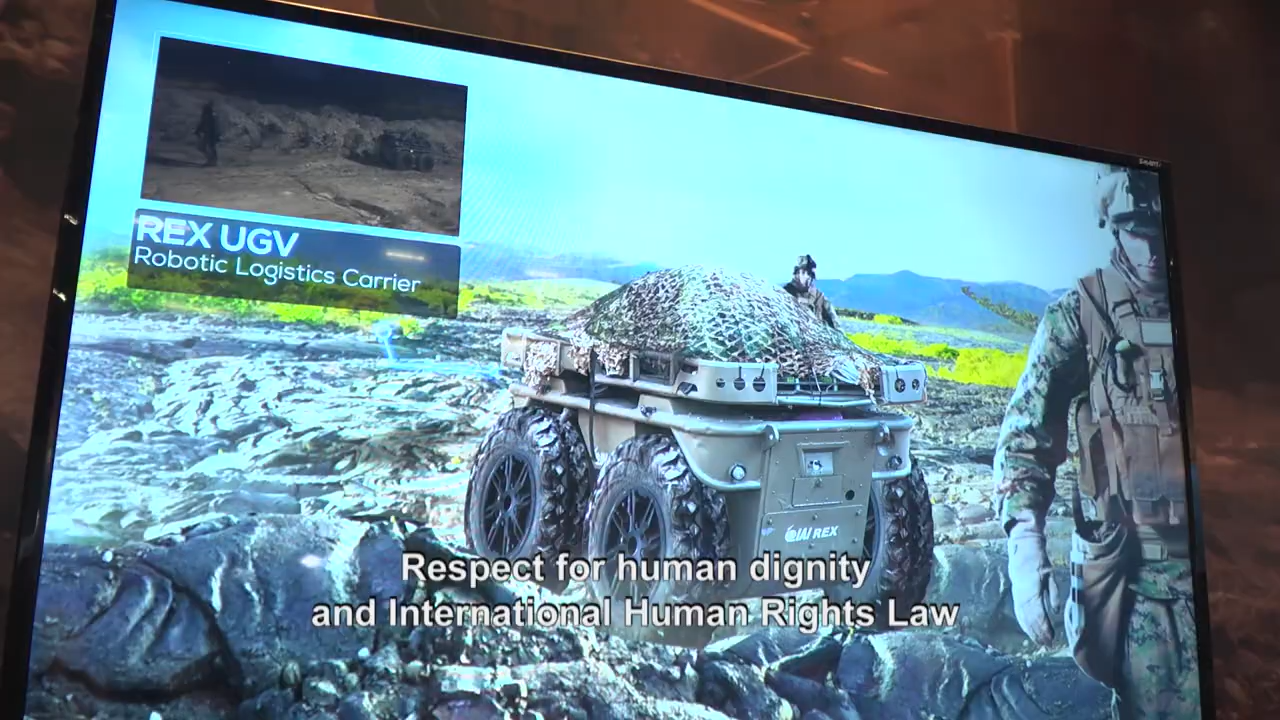 REX UGV
Robotic Logistics Carrier
IAI REX
Respect for human dignity
and International Human Rights Law